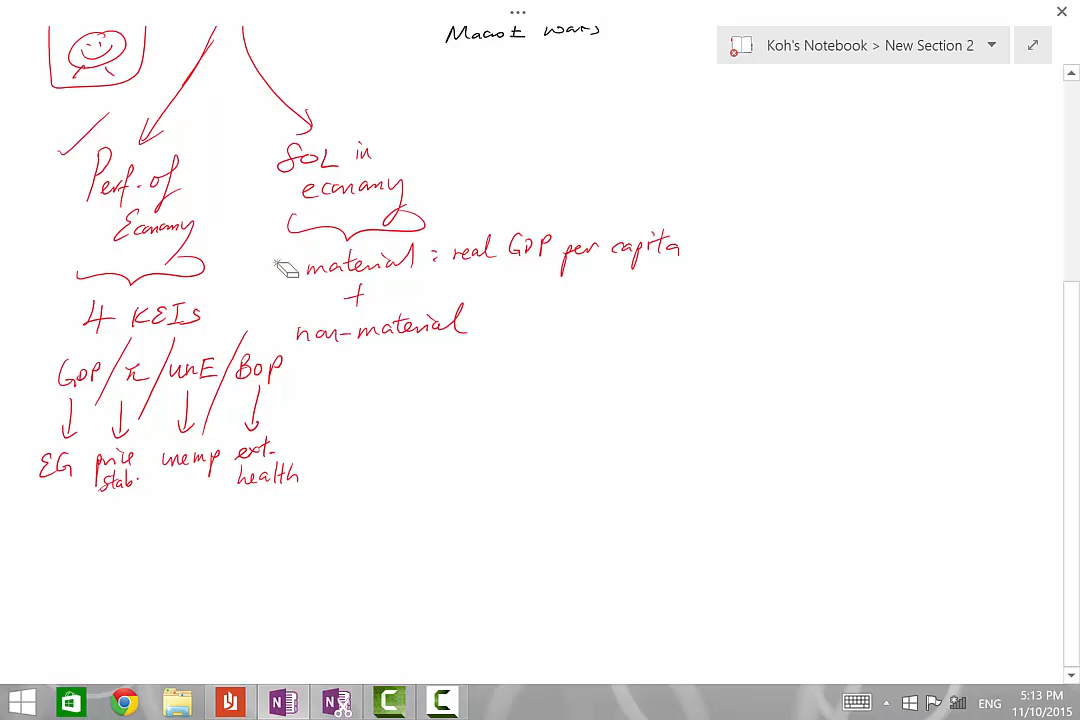 Macro E wars
Koh's Notebook > New Section 2
Perf. of
Economy
SOL in
economy
material : real GDP per capita
+
non-material
4 KEIs
GDP / π / UnE / BOP
EG
price
stab.
unemp
ext.
health
ENG
5:13 PM
11/10/2015